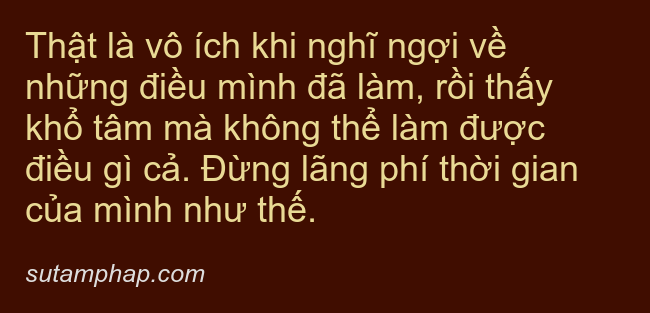 Thật là vô ích khi nghĩ ngợi về
những điều mình đã làm, rồi thấy
khổ tâm mà không thể làm được
điều gì cả. Đừng lãng phí thời gian
của mình như thế.
sutamphap.com